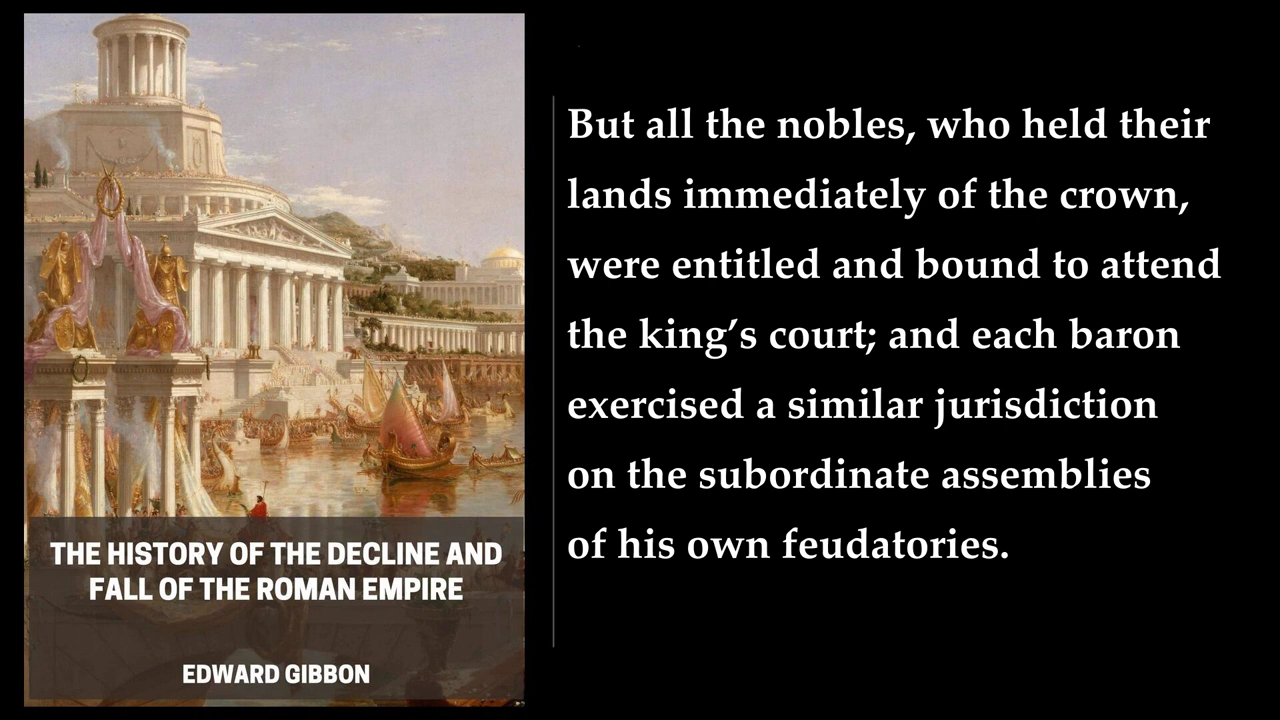 THE HISTORY OF THE DECLINE AND
FALL OF THE ROMAN EMPIRE
EDWARD GIBBON
But all the nobles, who held their
lands immediately of the crown,
were entitled and bound to attend
the king’s court; and each baron
exercised a similar jurisdiction
on the subordinate assemblies
of his own feudatories.